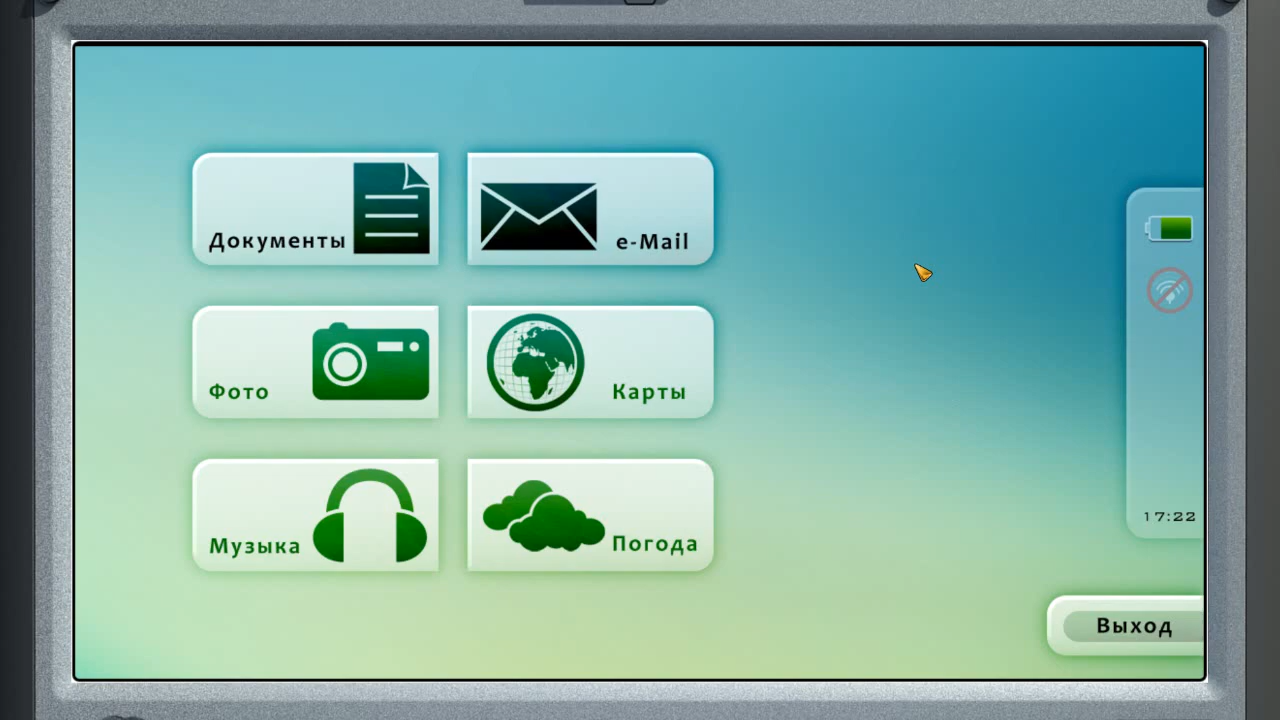 Документы
e-Mail
Фото
Карты
Музыка
Погода
17:22
Выход